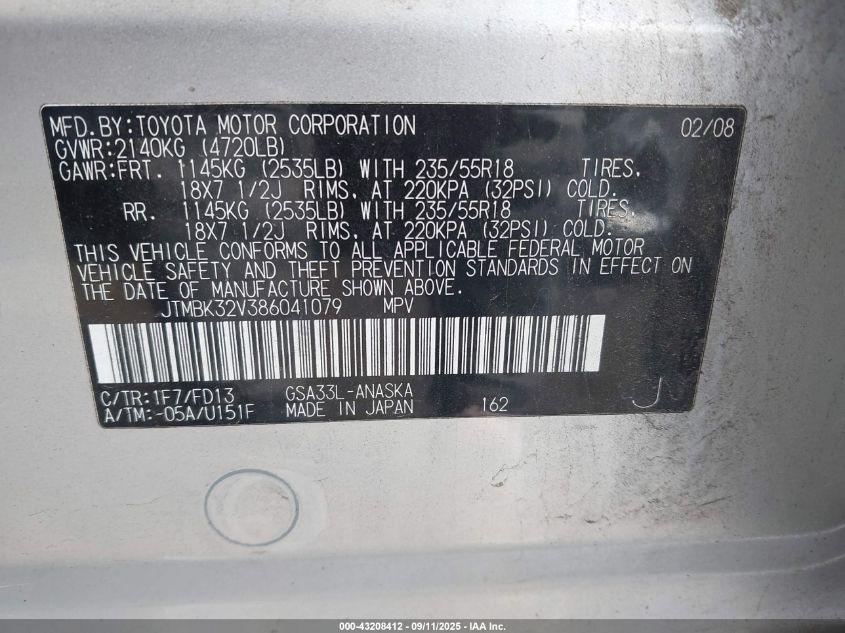 MFD.BY:TOYOTA MOTOR CORPORATION 02/08
GVWR:2140KG (4720LB)
GAWR:FRT. 1145KG (2535LB) WITH 235/55R18 TIRES,
18X7 1/2J RIMS, AT 220KPA (32PSI) COLD.
RR. 1145KG (2535LB) WITH 235/55R18 TIRES,
18X7 1/2J RIMS, AT 220KPA (32PSI) COLD.
THIS VEHICLE CONFORMS TO ALL APPLICABLE FEDERAL MOTOR
VEHICLE SAFETY AND THEFT PREVENTION STANDARDS IN EFFECT ON
THE DATE OF MANUFACTURE SHOWN ABOVE.
JTMBK32V386041079 MPV
C/TR:1F7/FD13 GSA33L-ANASKA
A/TM:-05A/U151F MADE IN JAPAN 162 J
000-43208412 - 09/11/2025 - IAA Inc.